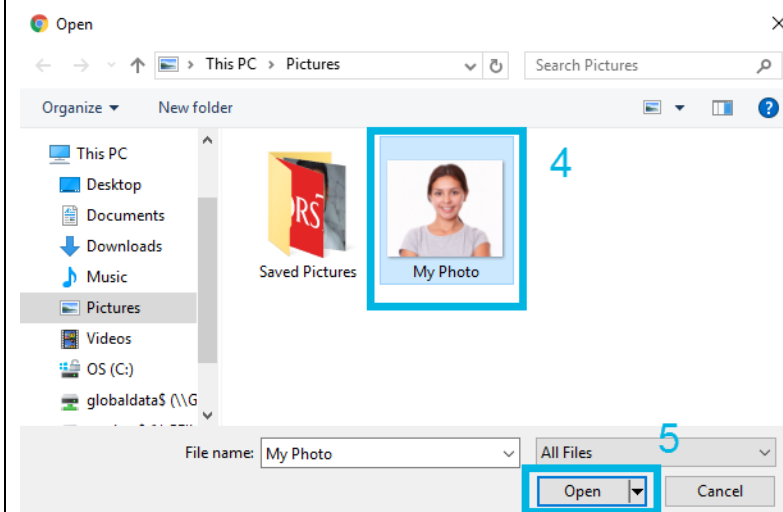 Open
This PC > Pictures
Search Pictures
Organize
New folder
This PC
Desktop
Documents
Downloads
Music
Pictures
Videos
OS (C:)
globaldata$ (\\G
ORS
Saved Pictures
My Photo
4
File name:
My Photo
All Files
5
Open
Cancel